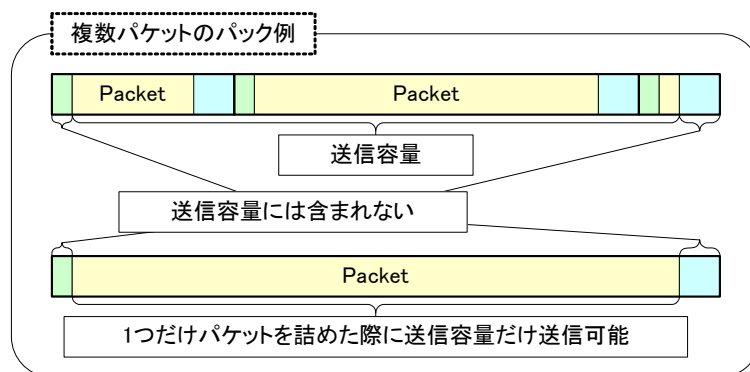 複数パケットのパック例
Packet
Packet
送信容量
送信容量には含まれない
Packet
1つだけパケットを詰めた際に送信容量だけ送信可能